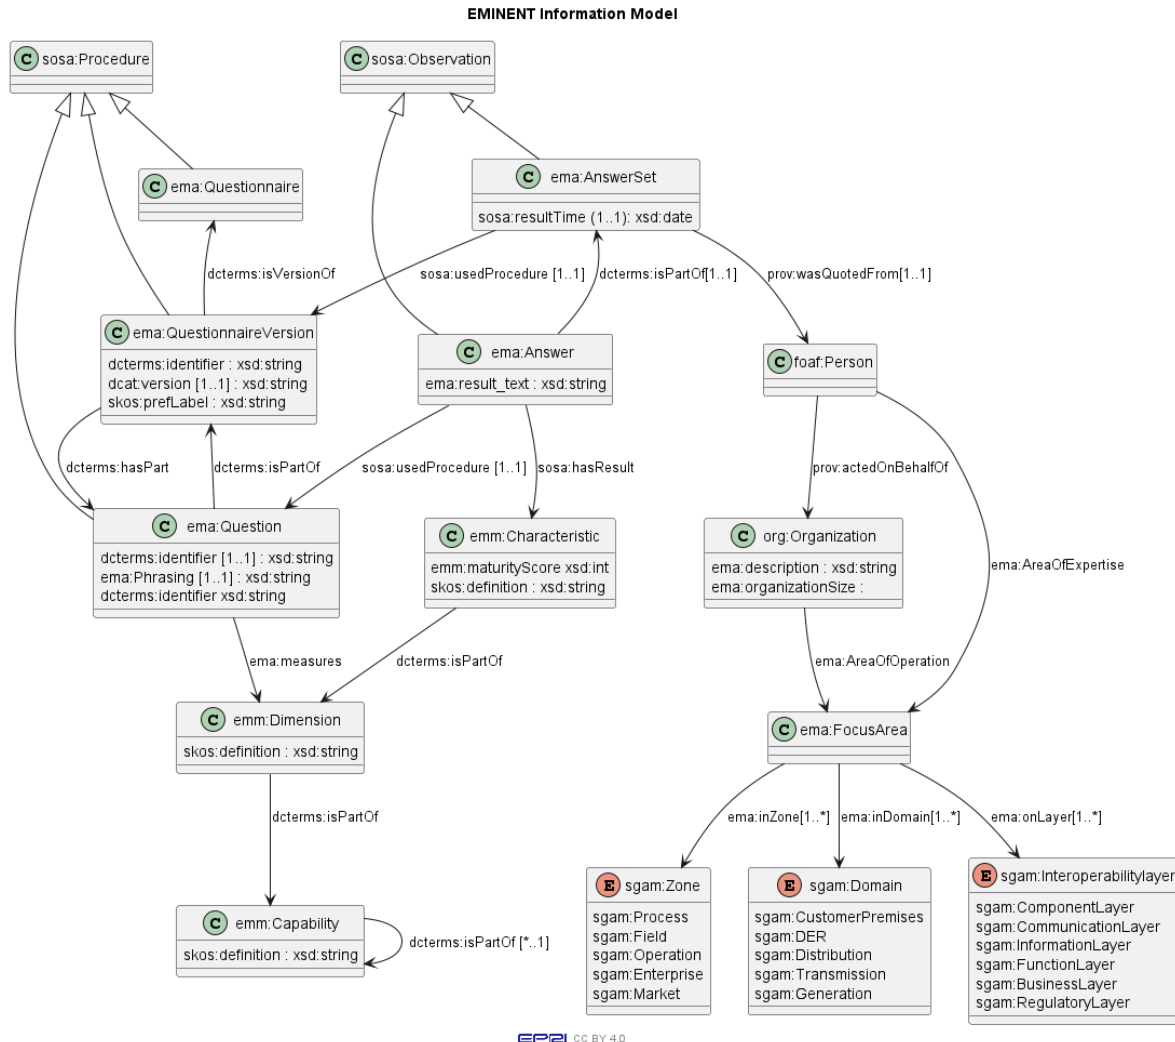 EMINENT Information Model
C sosa:Procedure
C sosa:Observation
C ema:Questionnaire
C ema:AnswerSet
sosa:resultTime (1..1): xsd:date
dcterms:isVersionOf
sosa:usedProcedure [1..1]
dcterms:isPartOf[1..1]
prov:wasQuotedFrom[1..1]
C ema:QuestionnaireVersion
dcterms:identifier : xsd:string
dcat:version [1..1] : xsd:string
skos:prefLabel : xsd:string
C ema:Answer
ema:result_text : xsd:string
C foaf:Person
dcterms:hasPart
dcterms:isPartOf
sosa:usedProcedure [1..1]
sosa:hasResult
prov:actedOnBehalfOf
C ema:Question
dcterms:identifier [1..1] : xsd:string
ema:Phrasing [1..1] : xsd:string
dcterms:identifier xsd:string
C emm:Characteristic
emm:maturityScore xsd:int
skos:definition : xsd:string
C org:Organization
ema:description : xsd:string
ema:organizationSize :
ema:AreaOfExpertise
ema:measures
dcterms:isPartOf
ema:AreaOfOperation
C emm:Dimension
skos:definition : xsd:string
C ema:FocusArea
dcterms:isPartOf
ema:inZone[1..*]
ema:inDomain[1..*]
ema:onLayer[1..*]
C emm:Capability
skos:definition : xsd:string
dcterms:isPartOf [*..1]
E sgam:Zone
sgam:Process
sgam:Field
sgam:Operation
sgam:Enterprise
sgam:Market
E sgam:Domain
sgam:CustomerPremises
sgam:DER
sgam:Distribution
sgam:Transmission
sgam:Generation
E sgam:Interoperabilitylayer
sgam:ComponentLayer
sgam:CommunicationLayer
sgam:InformationLayer
sgam:FunctionLayer
sgam:BusinessLayer
sgam:RegulatoryLayer
EPRI CC BY 4.0